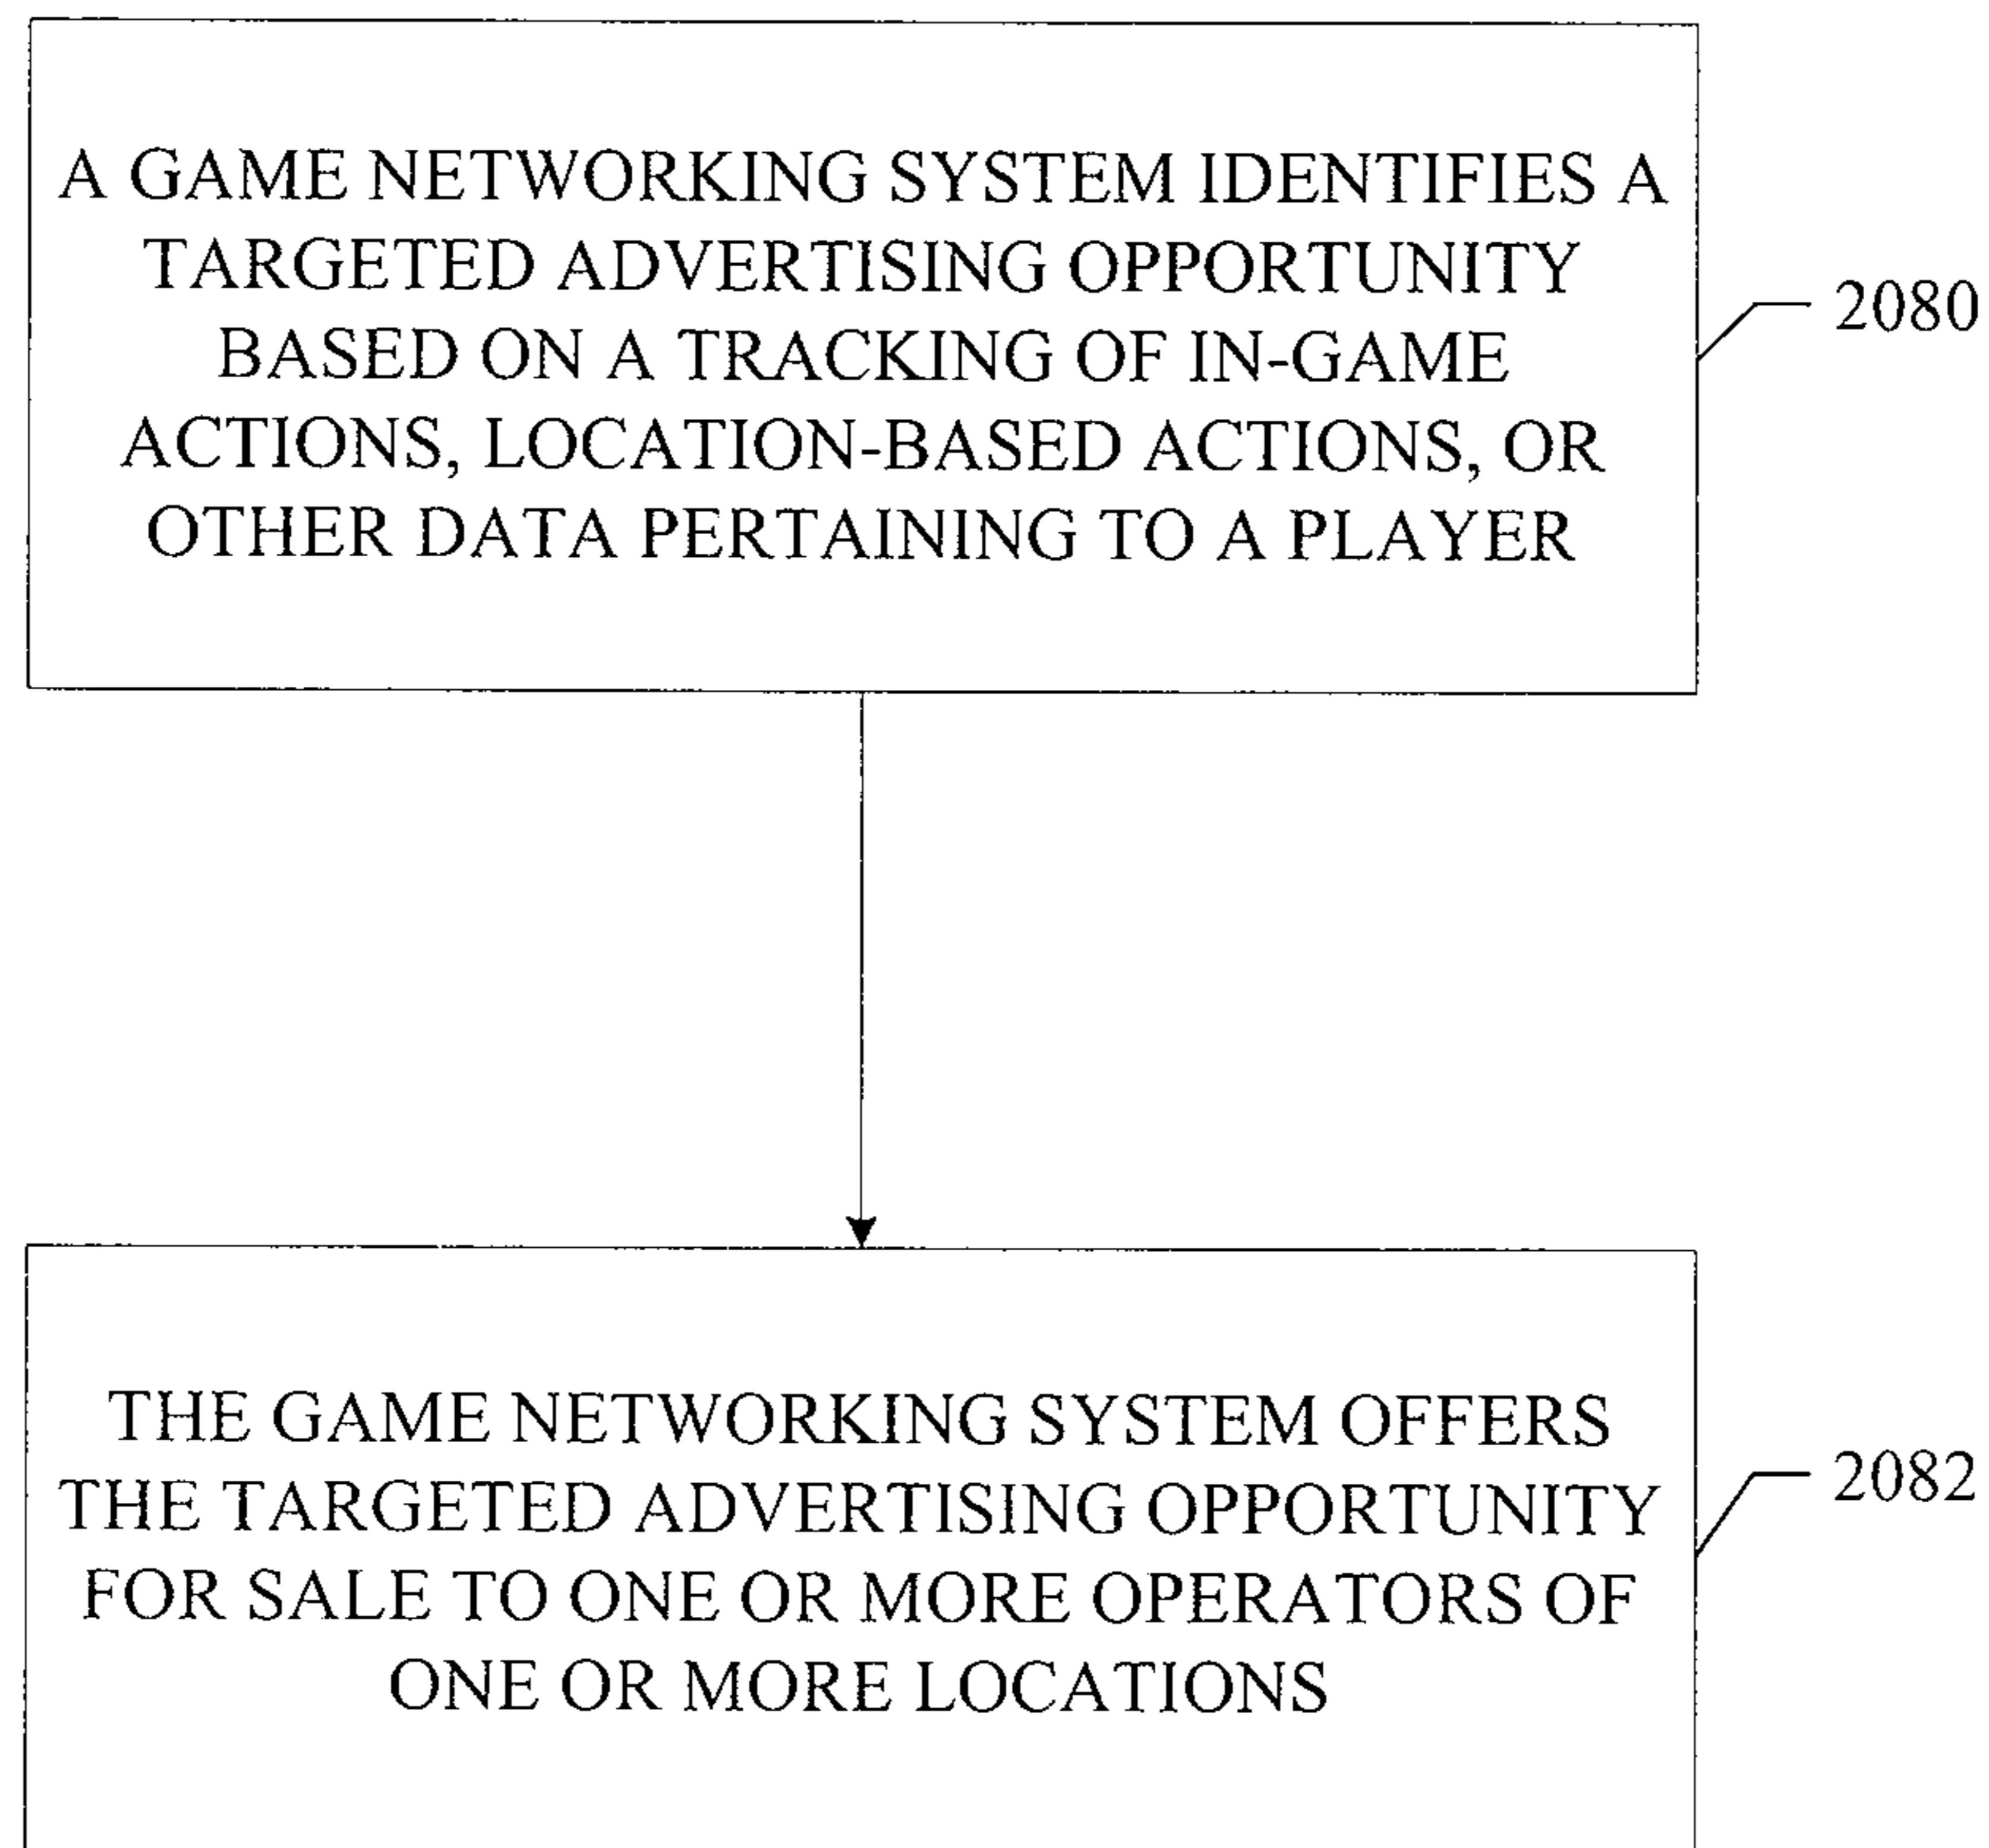 A GAME NETWORKING SYSTEM IDENTIFIES A
TARGETED ADVERTISING OPPORTUNITY
BASED ON A TRACKING OF IN-GAME
ACTIONS, LOCATION-BASED ACTIONS, OR
OTHER DATA PERTAINING TO A PLAYER
2080
THE GAME NETWORKING SYSTEM OFFERS
THE TARGETED ADVERTISING OPPORTUNITY
FOR SALE TO ONE OR MORE OPERATORS OF
ONE OR MORE LOCATIONS
2082